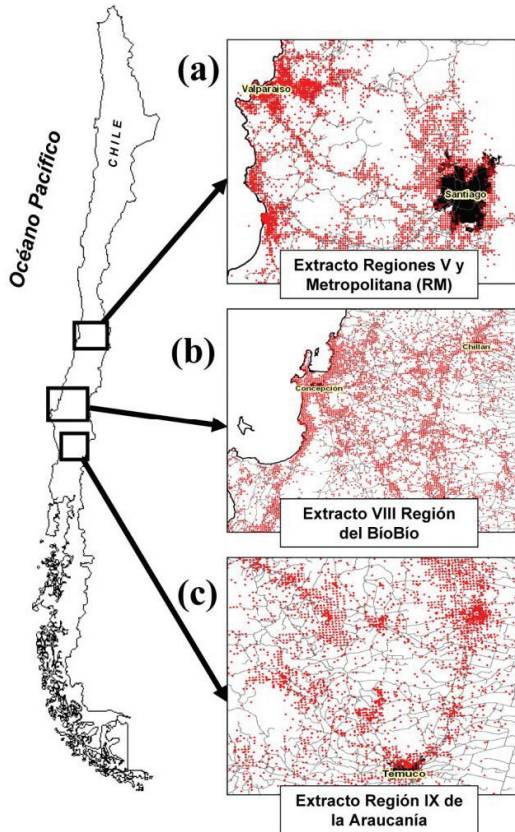 Océano Pacífico
CHILE
(a)
Valparaíso
Santiago
Extracto Regiones V y
Metropolitana (RM)
(b)
Chillán
Concepción
Extracto VIII Región
del BíoBío
(c)
Temuco
Extracto Región IX de
la Araucanía